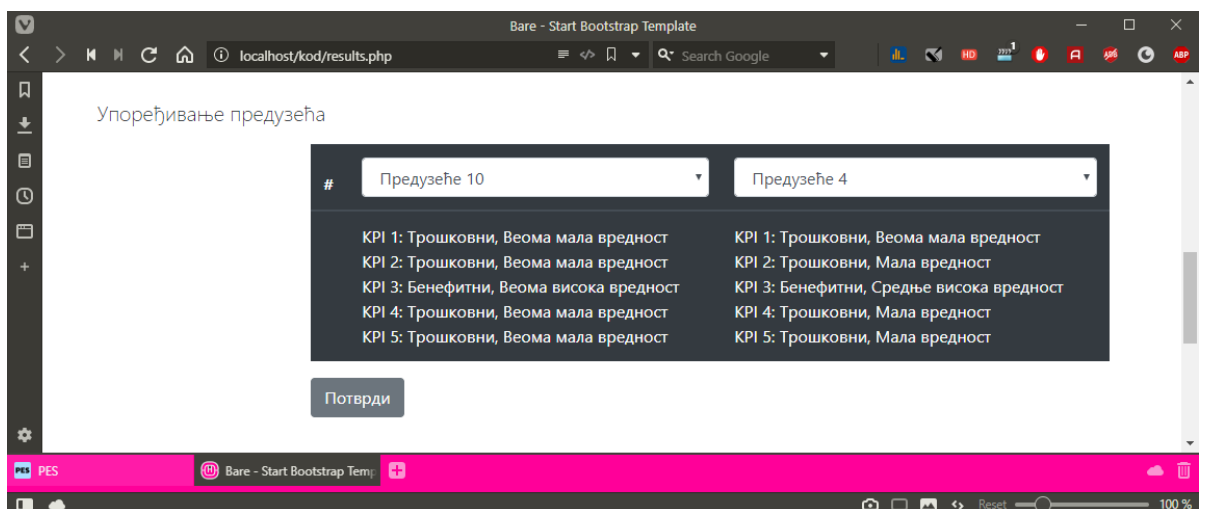 Bare - Start Bootstrap Template
localhost/kod/results.php
Search Google
HD
1
ABP
Упоређивање предузећа
# Предузеће 10 Предузеће 4
KPI 1: Трошковни, Веома мала вредност KPI 1: Трошковни, Веома мала вредност
KPI 2: Трошковни, Веома мала вредност KPI 2: Трошковни, Мала вредност
KPI 3: Бенефитни, Веома висока вредност KPI 3: Бенефитни, Средње висока вредност
KPI 4: Трошковни, Веома мала вредност KPI 4: Трошковни, Мала вредност
KPI 5: Трошковни, Веома мала вредност KPI 5: Трошковни, Мала вредност
Потврди
PES PES
Bare - Start Bootstrap Temp
Reset 100 %